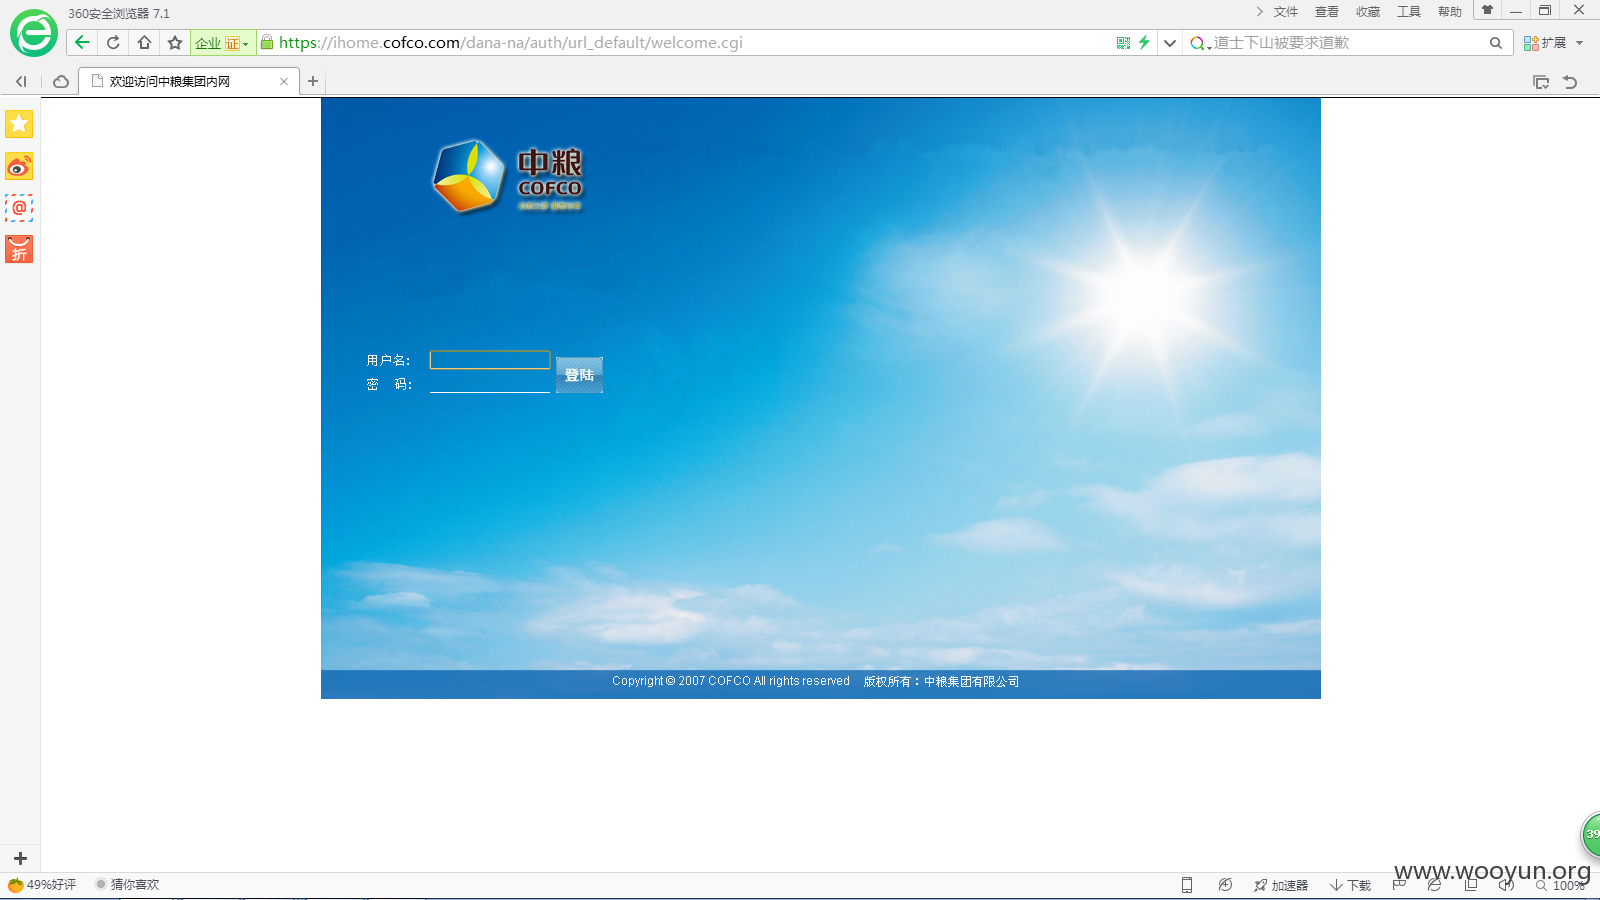 360安全浏览器 7.1
文件 查看 收藏 工具 帮助
企业 证 https://ihome.cofco.com/dana-na/auth/url_default/welcome.cgi
道士下山被要求道歉
扩展
欢迎访问中粮集团内网
折
中粮
COFCO
用户名:
密 码:
登陆
Copyright © 2007 COFCO All rights reserved 版权所有：中粮集团有限公司
39
www.wooyun.org
49%好评 猜你喜欢
加速器 下载 100%